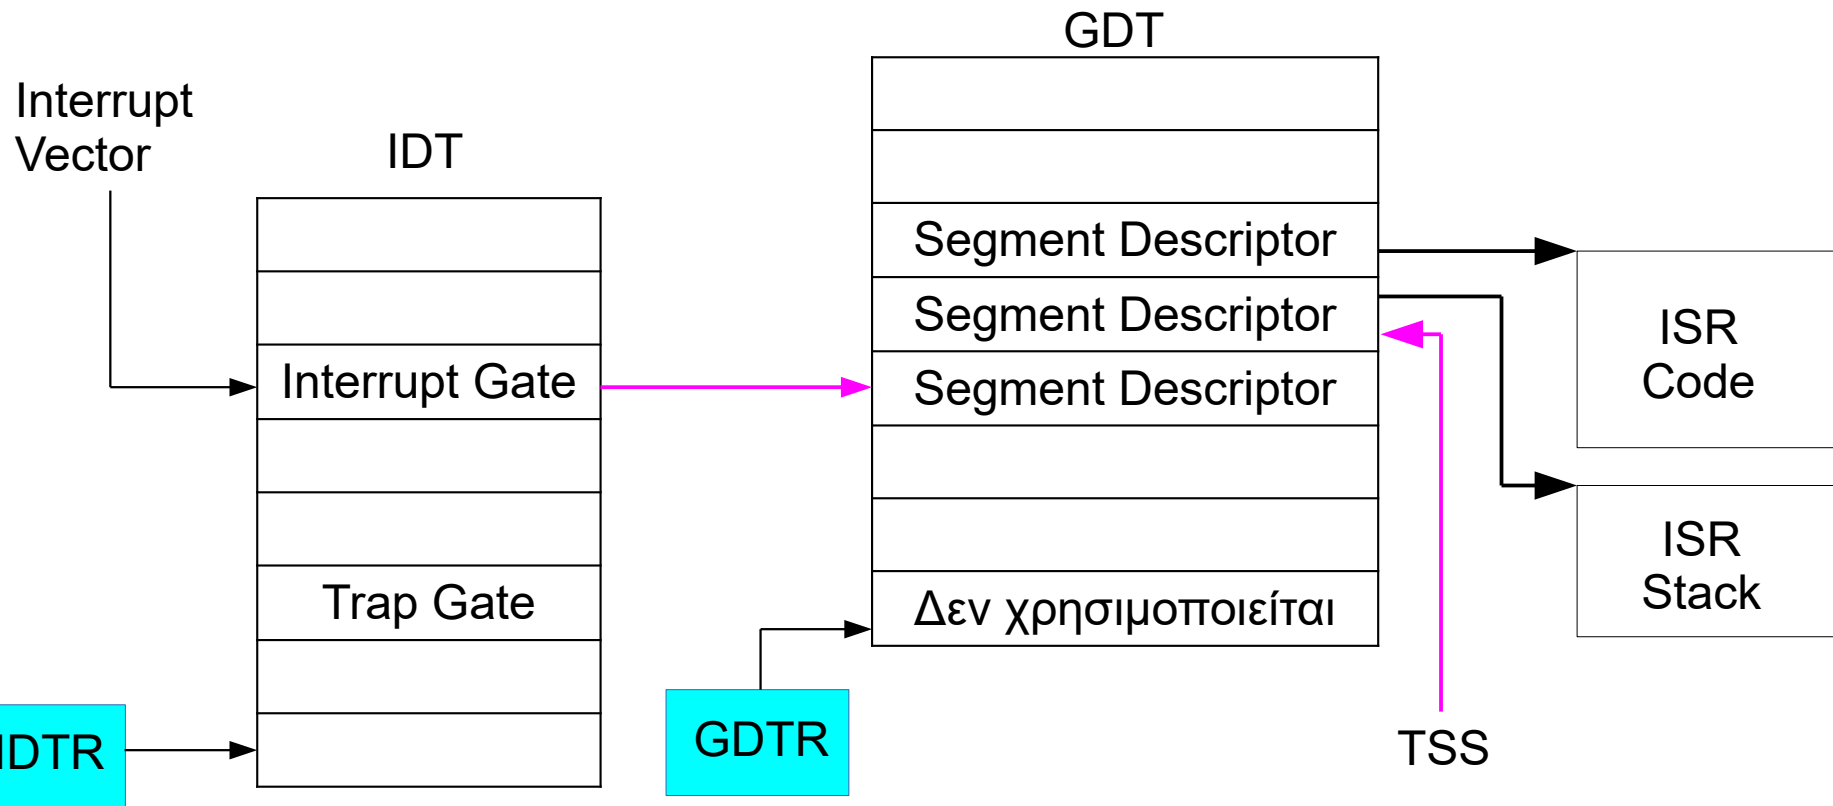 GDT
Interrupt
Vector
IDT
Segment Descriptor
Segment Descriptor
Segment Descriptor
Interrupt Gate
Trap Gate
Δεν χρησιμοποιείται
ISR
Code
ISR
Stack
IDTR
GDTR
TSS